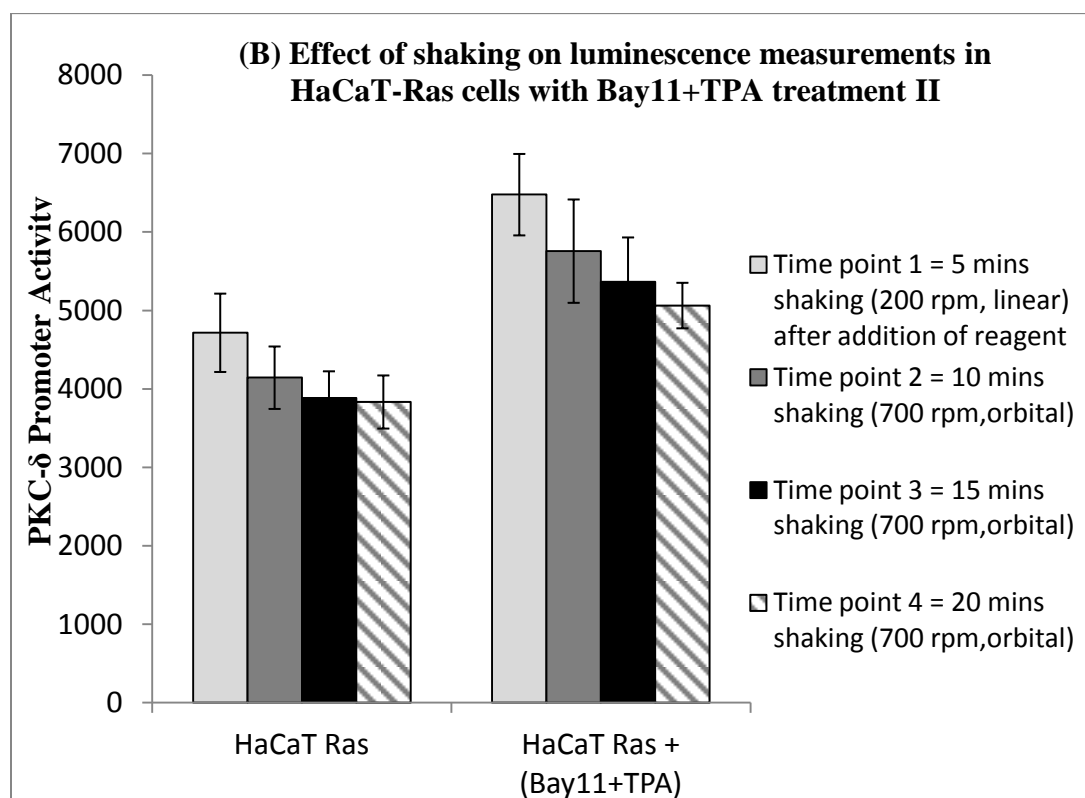 (B) Effect of shaking on luminescence measurements in
HaCaT-Ras cells with Bay11+TPA treatment II
PKC-δ Promoter Activity
8000
7000
6000
5000
4000
3000
2000
1000
0
HaCaT Ras
HaCaT Ras +
(Bay11+TPA)
Time point 1 = 5 mins
shaking (200 rpm, linear)
after addition of reagent
Time point 2 = 10 mins
shaking (700 rpm,orbital)
Time point 3 = 15 mins
shaking (700 rpm,orbital)
Time point 4 = 20 mins
shaking (700 rpm,orbital)